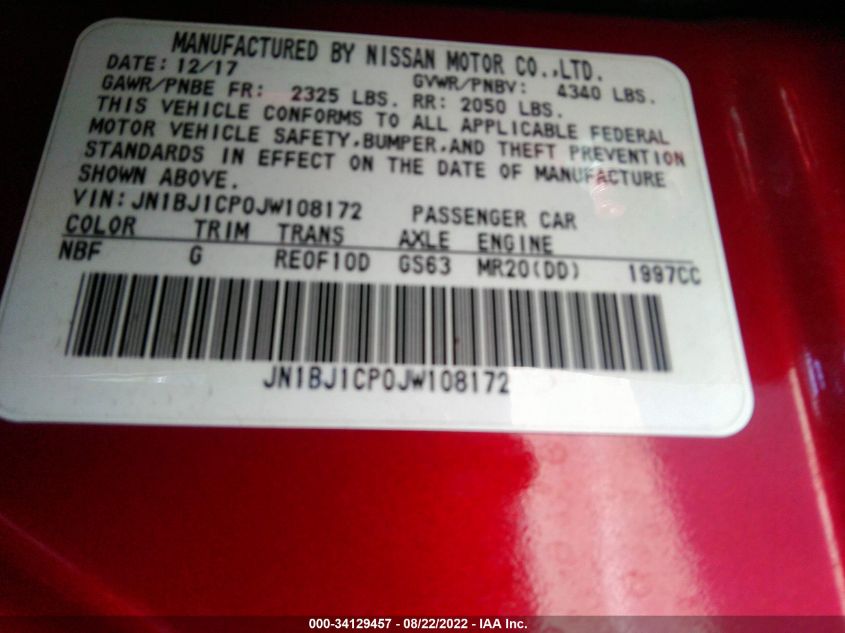 MANUFACTURED BY NISSAN MOTOR CO.,LTD.
DATE: 12/17 GVWR/PNBV: 4340 LBS.
GAWR/PNBE FR: 2325 LBS. RR: 2050 LBS.
THIS VEHICLE CONFORMS TO ALL APPLICABLE FEDERAL
MOTOR VEHICLE SAFETY,BUMPER,AND THEFT PREVENTION
STANDARDS IN EFFECT ON THE DATE OF MANUFACTURE
SHOWN ABOVE.
VIN: JN1BJ1CP0JW108172 PASSENGER CAR
COLOR TRIM TRANS AXLE ENGINE
NBF G RE0F10D GS63 MR20(DD) 1997CC
JN1BJ1CP0JW108172
000-34129457 - 08/22/2022 - IAA Inc.